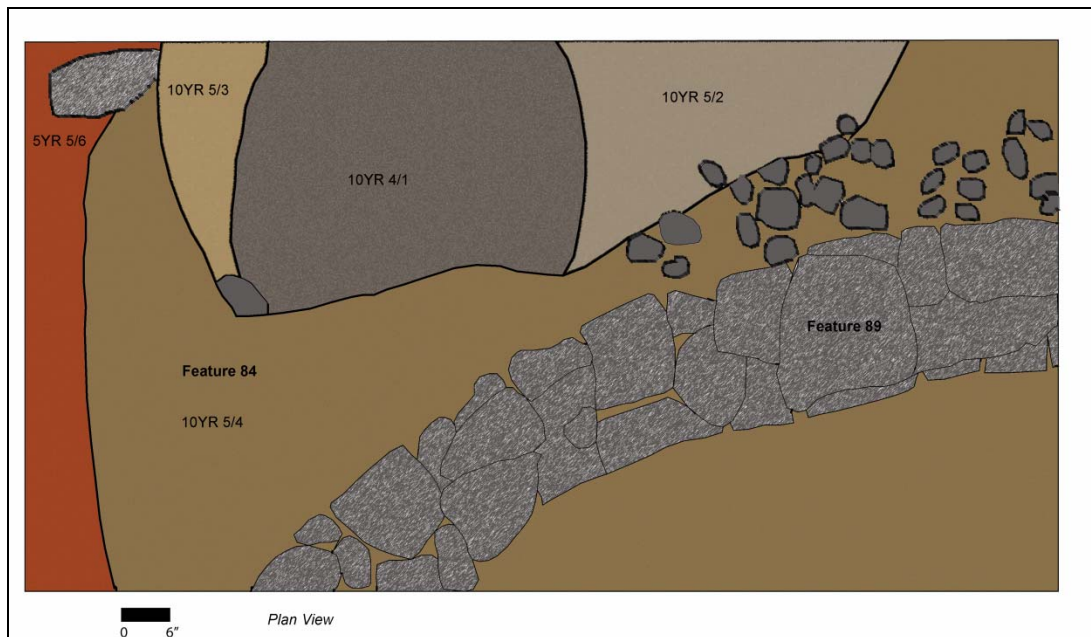 10YR 5/3
10YR 5/2
5YR 5/6
10YR 4/1
Feature 89
Feature 84
10YR 5/4
0 6″
Plan View